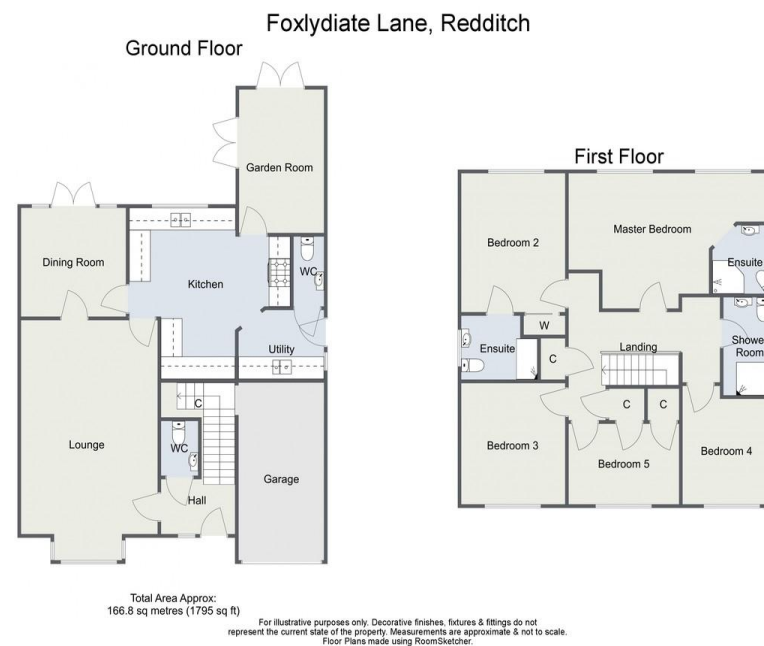 Foxlydiate Lane, Redditch
Ground Floor
Garden Room
Dining Room
Kitchen
WC
Utility
C
Lounge
WC
Hall
Garage
First Floor
Bedroom 2
Master Bedroom
Ensuite
W
Landing
Ensuite
C
Shower
Room
Bedroom 3
C
C
Bedroom 5
Bedroom 4
Total Area Approx:
166.8 sq metres (1795 sq ft)
For illustrative purposes only. Decorative finishes, fixtures & fittings do not
represent the current state of the property. Measurements are approximate & not to scale.
Floor Plans made using RoomSketcher.